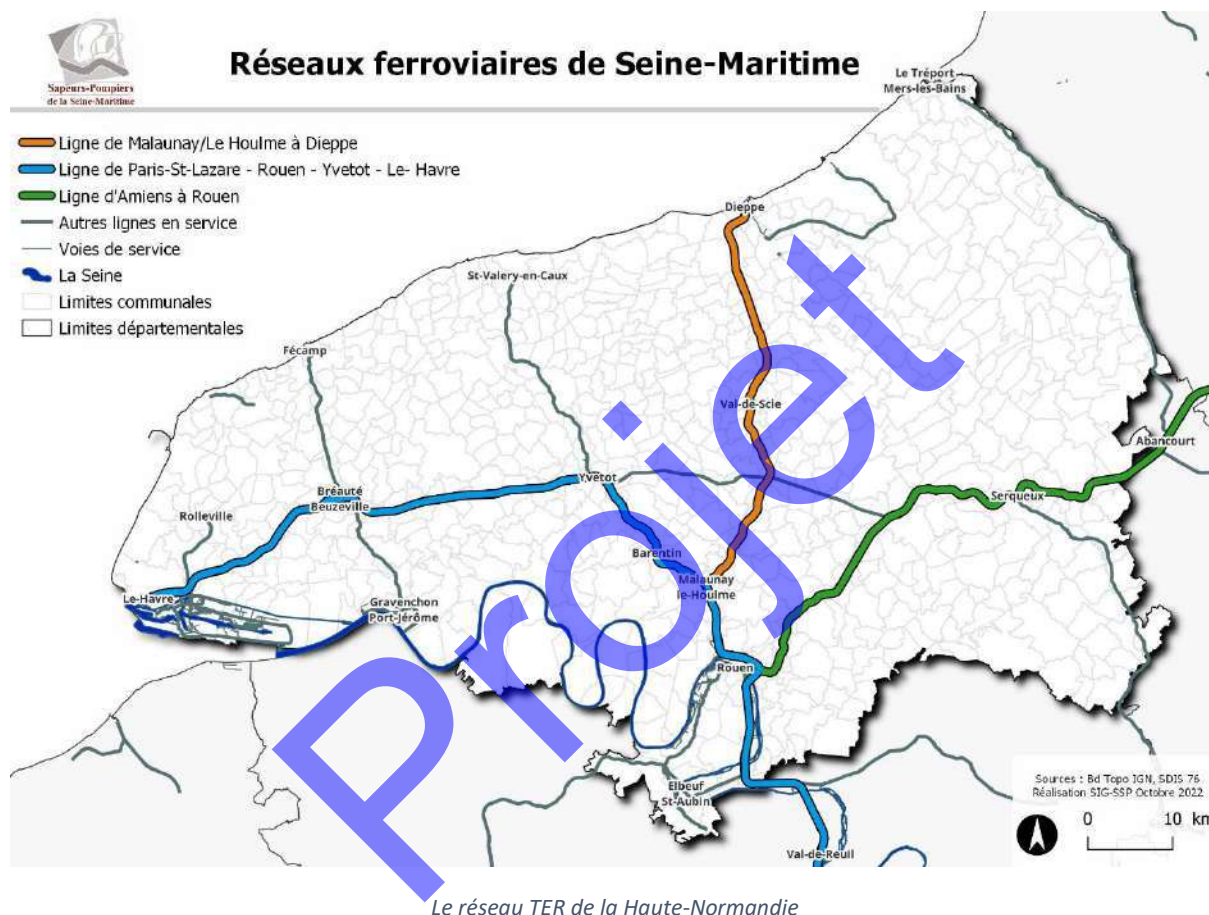 Sapeurs-Pompiers
de la Seine-Maritime
Réseaux ferroviaires de Seine-Maritime
Ligne de Malaunay/Le Houlme à Dieppe
Ligne de Paris-St-Lazare - Rouen - Yvetot - Le- Havre
Ligne d'Amiens à Rouen
Autres lignes en service
Voies de service
La Seine
Limites communales
Limites départementales
Le Tréport
Mers-les-Bains
Dieppe
St-Valery-en-Caux
Fécamp
Val-de-Scie
Abancourt
Yvetot
Bréauté
Beuzeville
Serqueux
Rolleville
Barentin
Malaunay
le-Houlme
Le-Havre
Gravenchon
Port-Jérôme
Rouen
Elbeuf
St-Aubin
Val-de-Reuil
Sources : Bd Topo IGN, SDIS 76
Réalisation SIG-SSP Octobre 2022
0 10 km
Projet
Le réseau TER de la Haute-Normandie